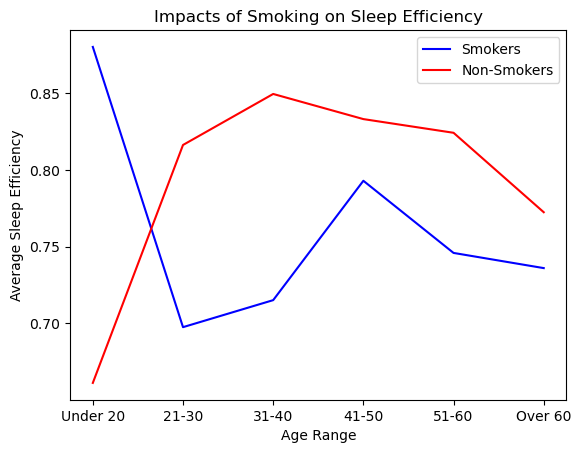 Impacts of Smoking on Sleep Efficiency
Smokers
Non-Smokers
Average Sleep Efficiency
0.85
0.80
0.75
0.70
Under 20 21-30 31-40 41-50 51-60 Over 60
Age Range